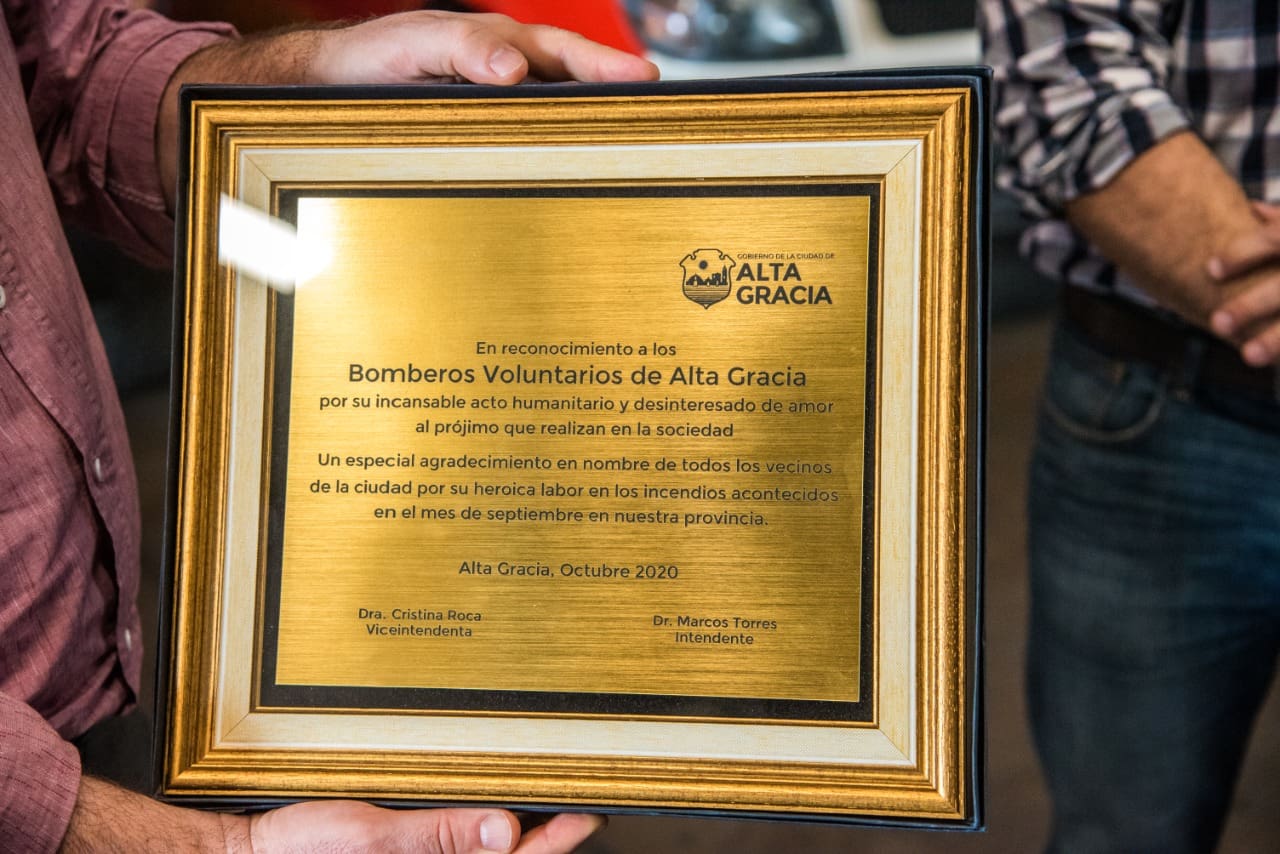 GOBIERNO DE LA CIUDAD DE
ALTA
GRACIA
En reconocimiento a los
Bomberos Voluntarios de Alta Gracia
por su incansable acto humanitario y desinteresado de amor
al prójimo que realizan en la sociedad
Un especial agradecimiento en nombre de todos los vecinos
de la ciudad por su heroica labor en los incendios acontecidos
en el mes de septiembre en nuestra provincia.
Alta Gracia, Octubre 2020
Dra. Cristina Roca
Viceintendenta
Dr. Marcos Torres
Intendente